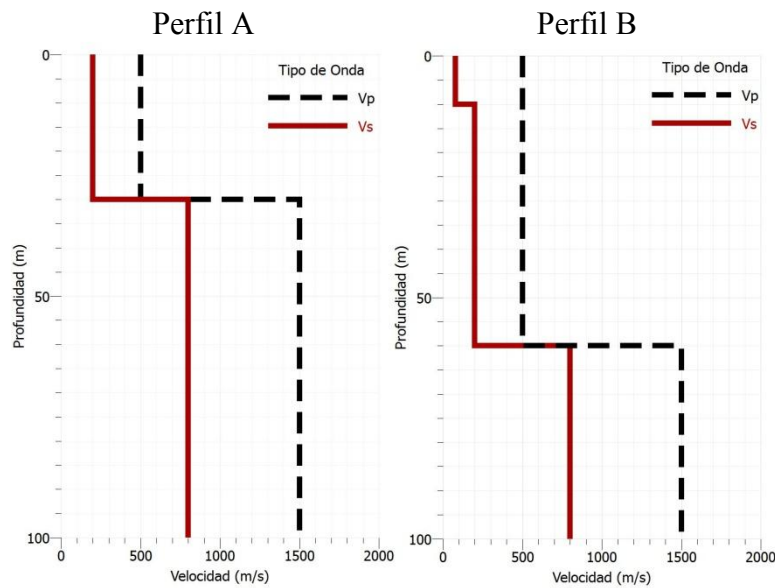 Perfil A
Perfil B
Tipo de Onda
Vp
Vs
Profundidad (m)
0
50
100
0
500
1000
1500
2000
Velocidad (m/s)
Tipo de Onda
Vp
Vs
Profundidad (m)
0
50
100
0
500
1000
1500
2000
Velocidad (m/s)